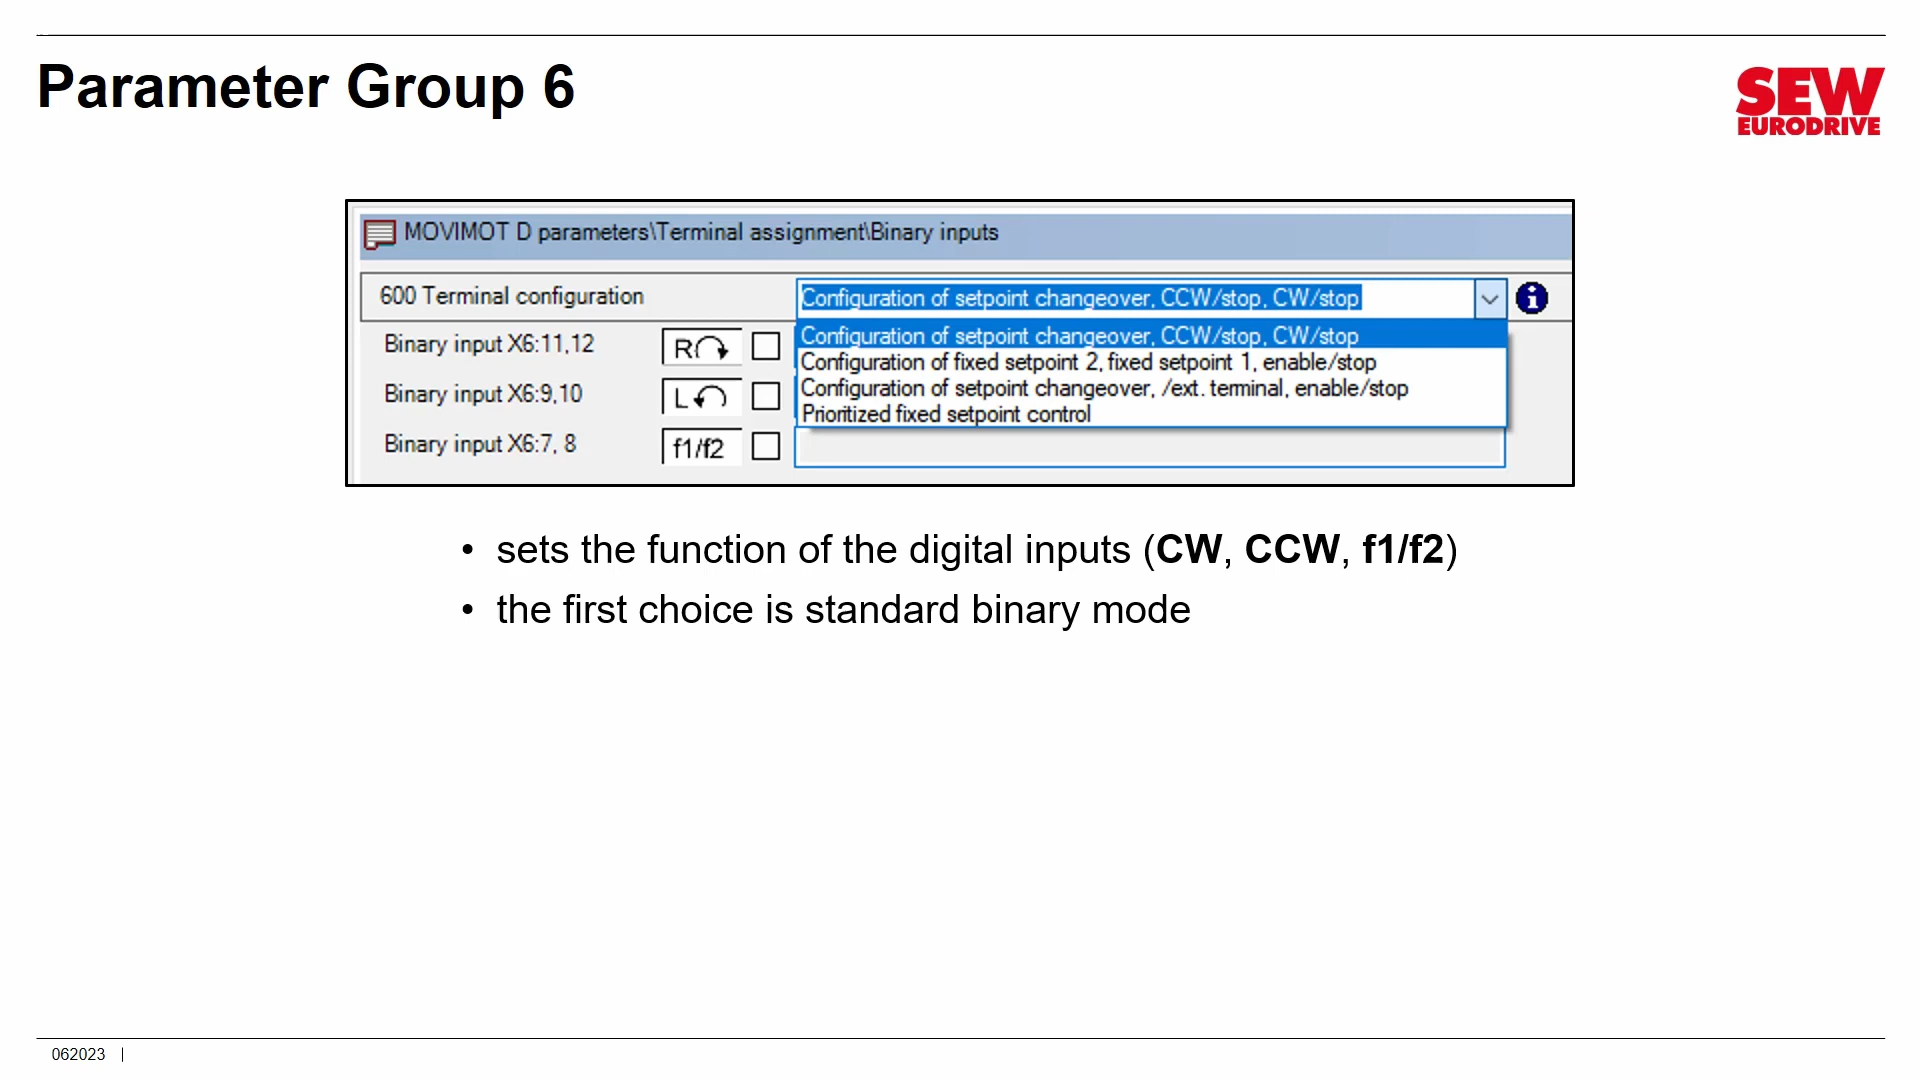 Parameter Group 6
SEW
EURODRIVE
MOVIMOT D parameters\Terminal assignment\Binary inputs
600 Terminal configuration
Configuration of setpoint changeover, CCW/stop, CW/stop
Configuration of setpoint changeover, CCW/stop, CW/stop
Configuration of fixed setpoint 2, fixed setpoint 1, enable/stop
Configuration of setpoint changeover, /ext. terminal, enable/stop
Prioritized fixed setpoint control
Binary input X6:11,12
R
Binary input X6:9,10
L
Binary input X6:7, 8
f1/f2
• sets the function of the digital inputs (CW, CCW, f1/f2)
• the first choice is standard binary mode
062023 |